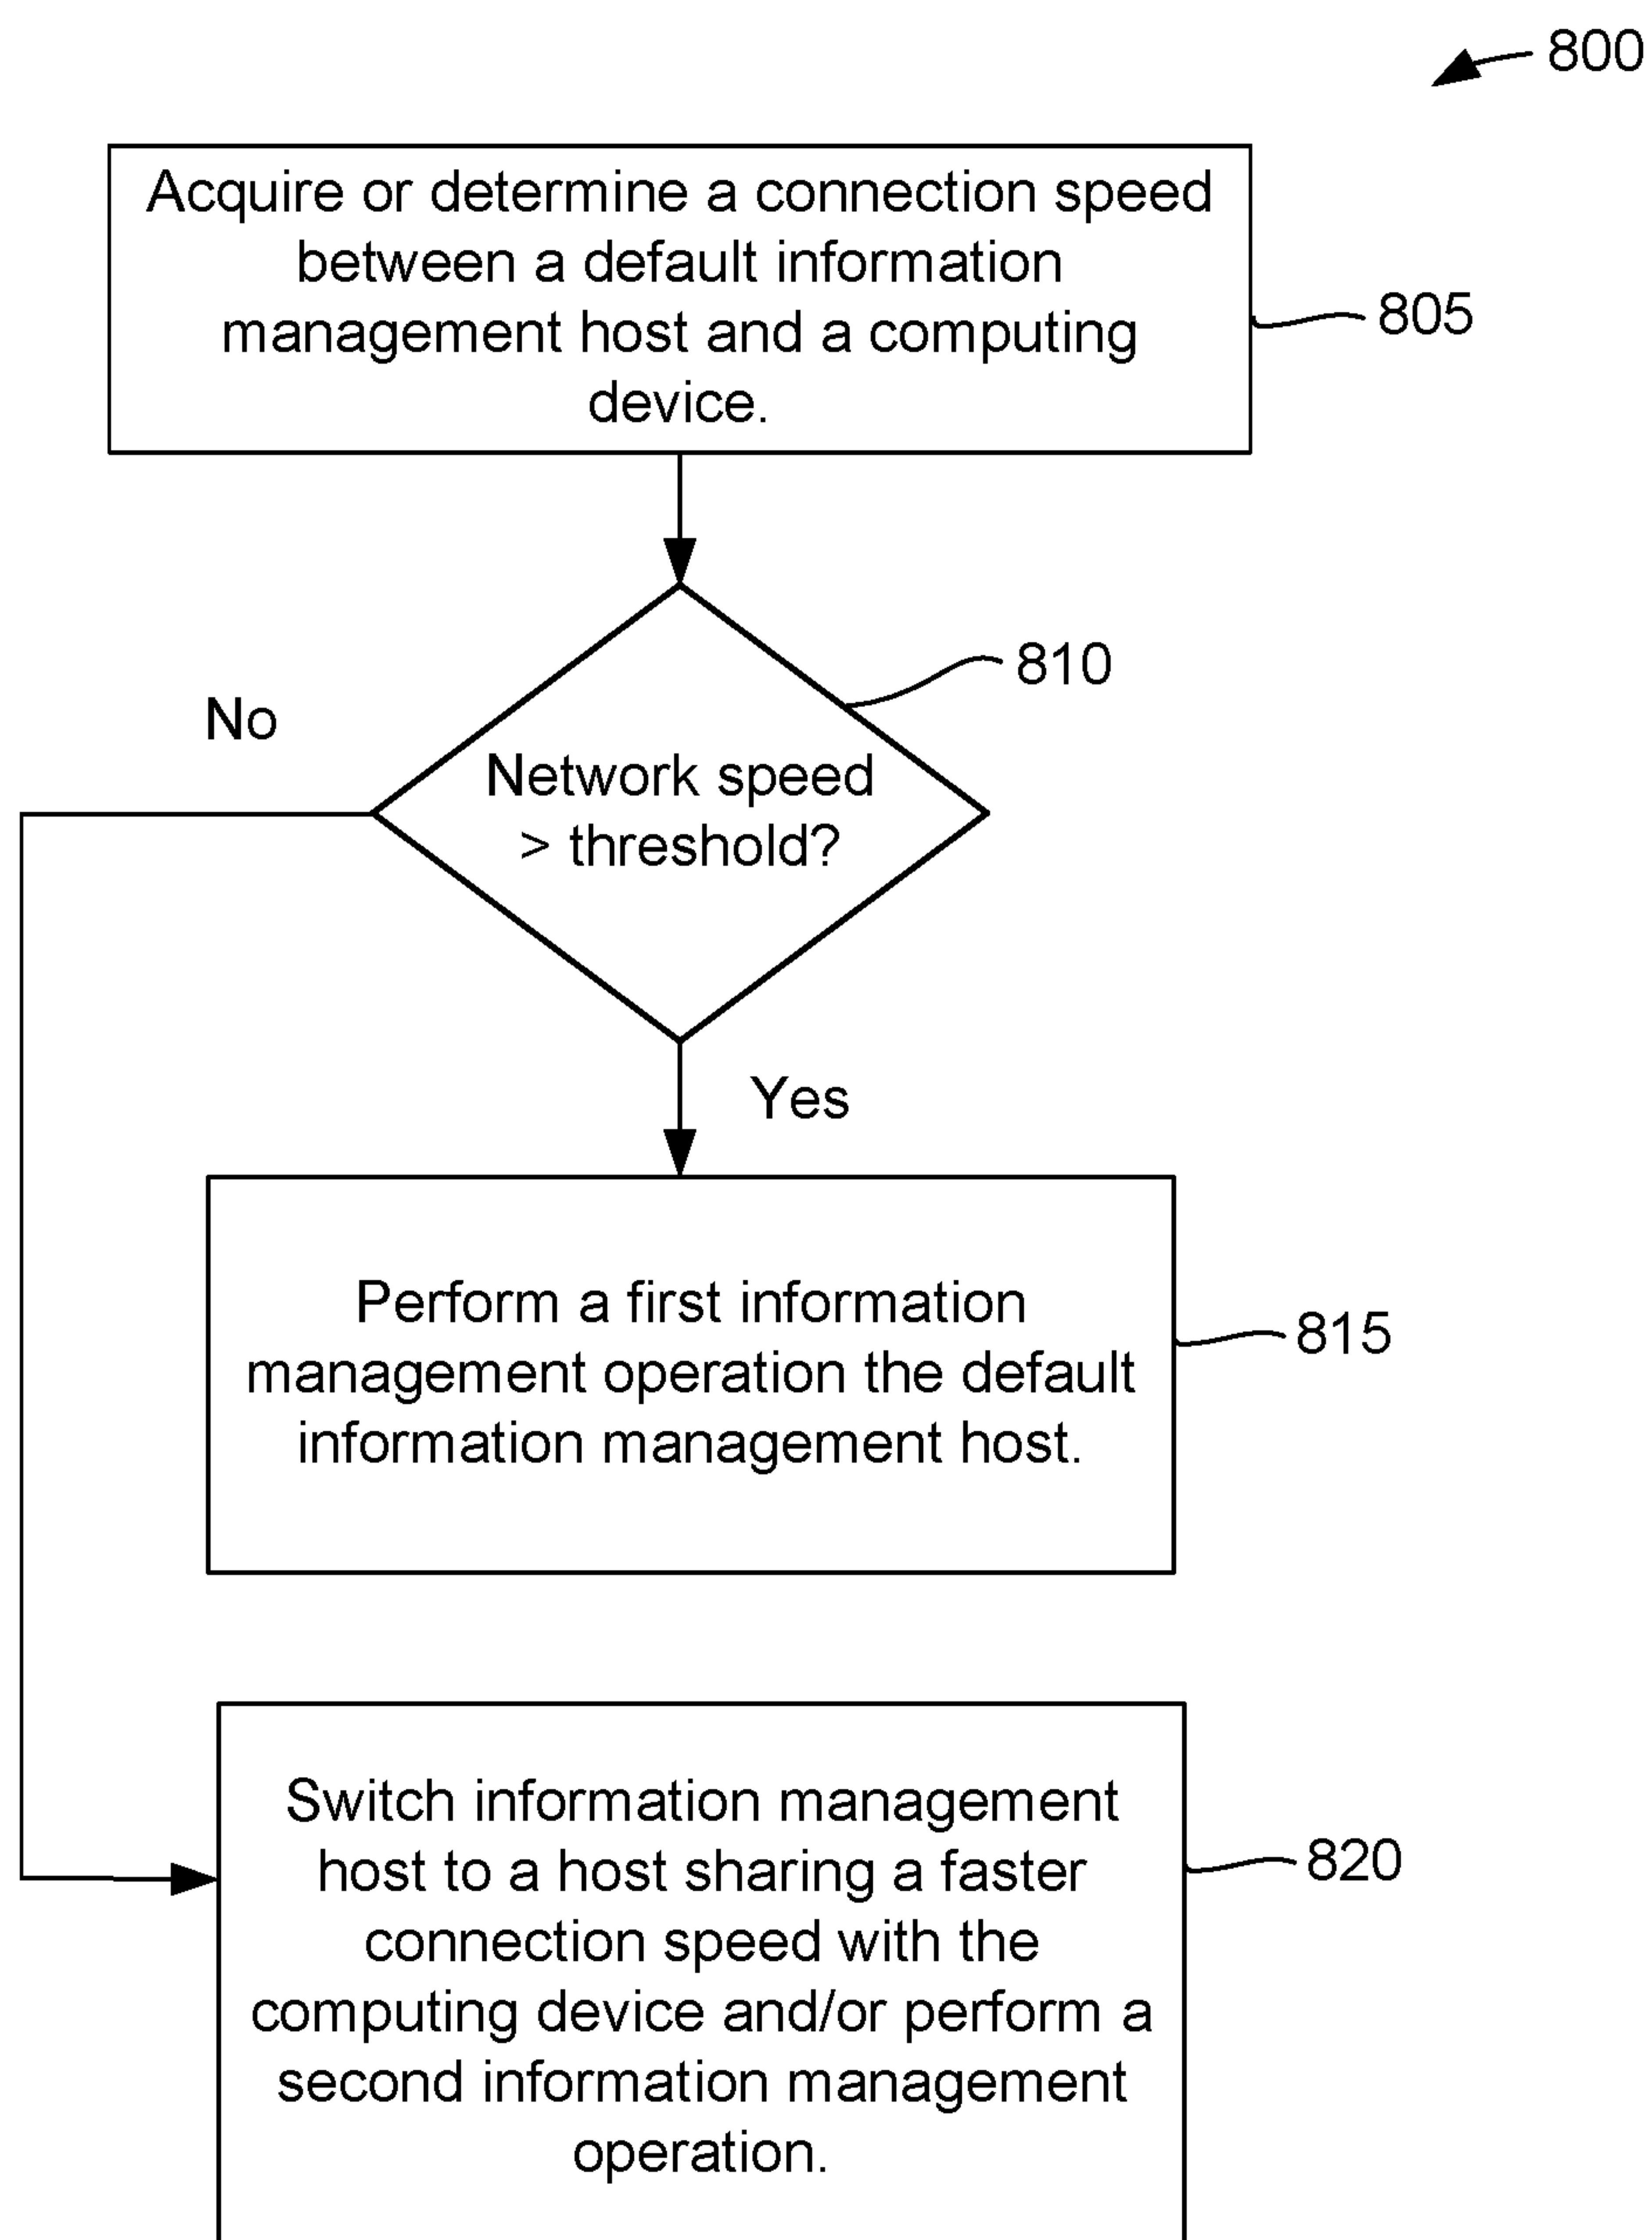 800
Acquire or determine a connection speed
between a default information
management host and a computing
device.
805
810
No
Network speed
> threshold?
Yes
Perform a first information
management operation the default
information management host.
815
Switch information management
host to a host sharing a faster
connection speed with the
computing device and/or perform a
second information management
operation.
820